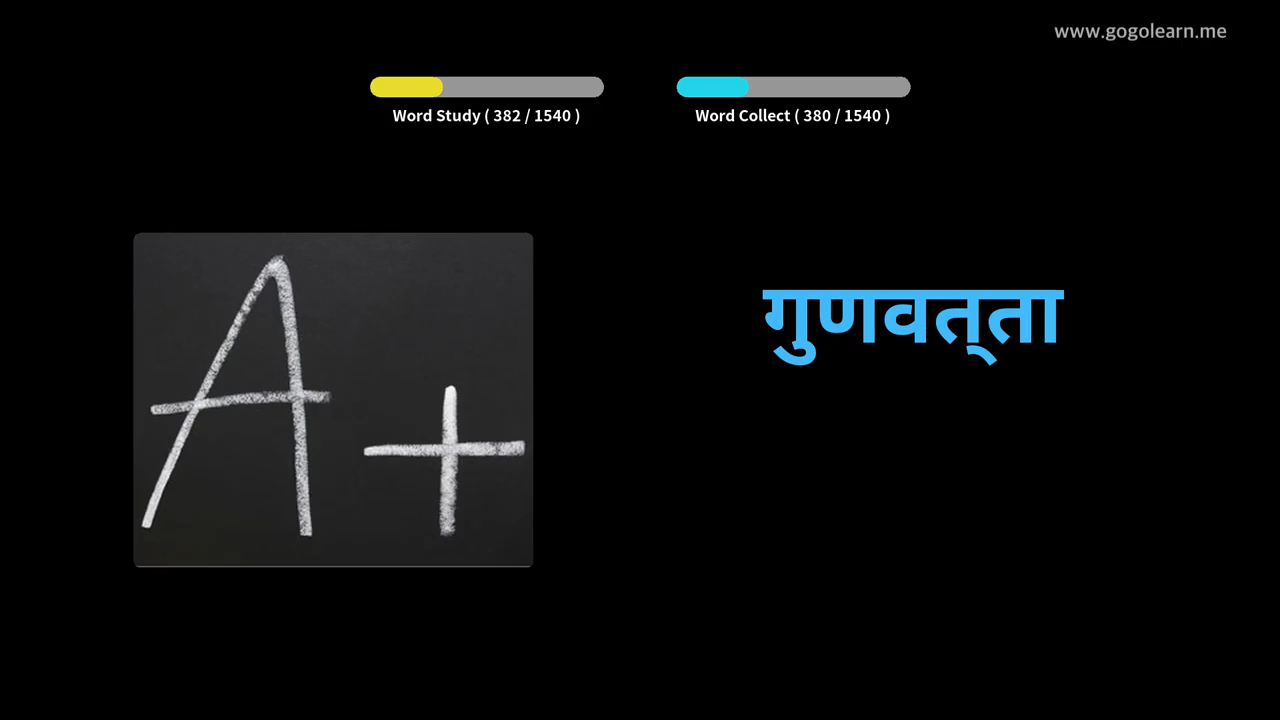 www.gogolearn.me
Word Study ( 382 / 1540 )
Word Collect ( 380 / 1540 )
A+
गुणवत्‌ता